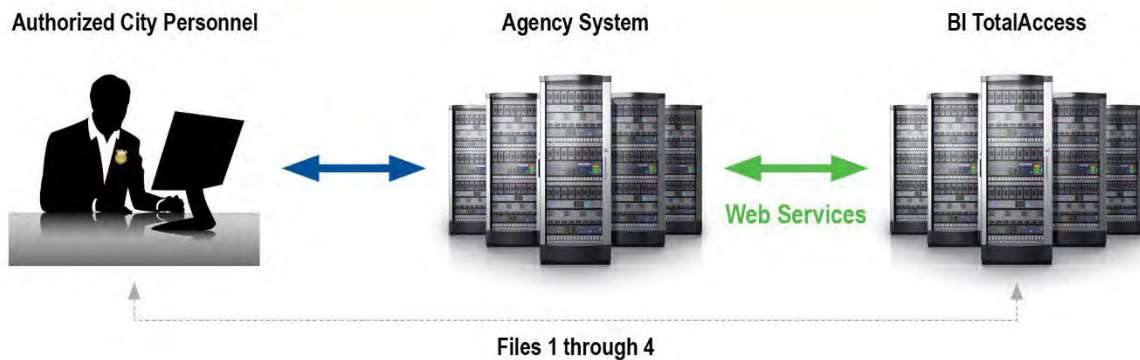 Authorized City Personnel
Agency System
BI TotalAccess
Web Services
Files 1 through 4